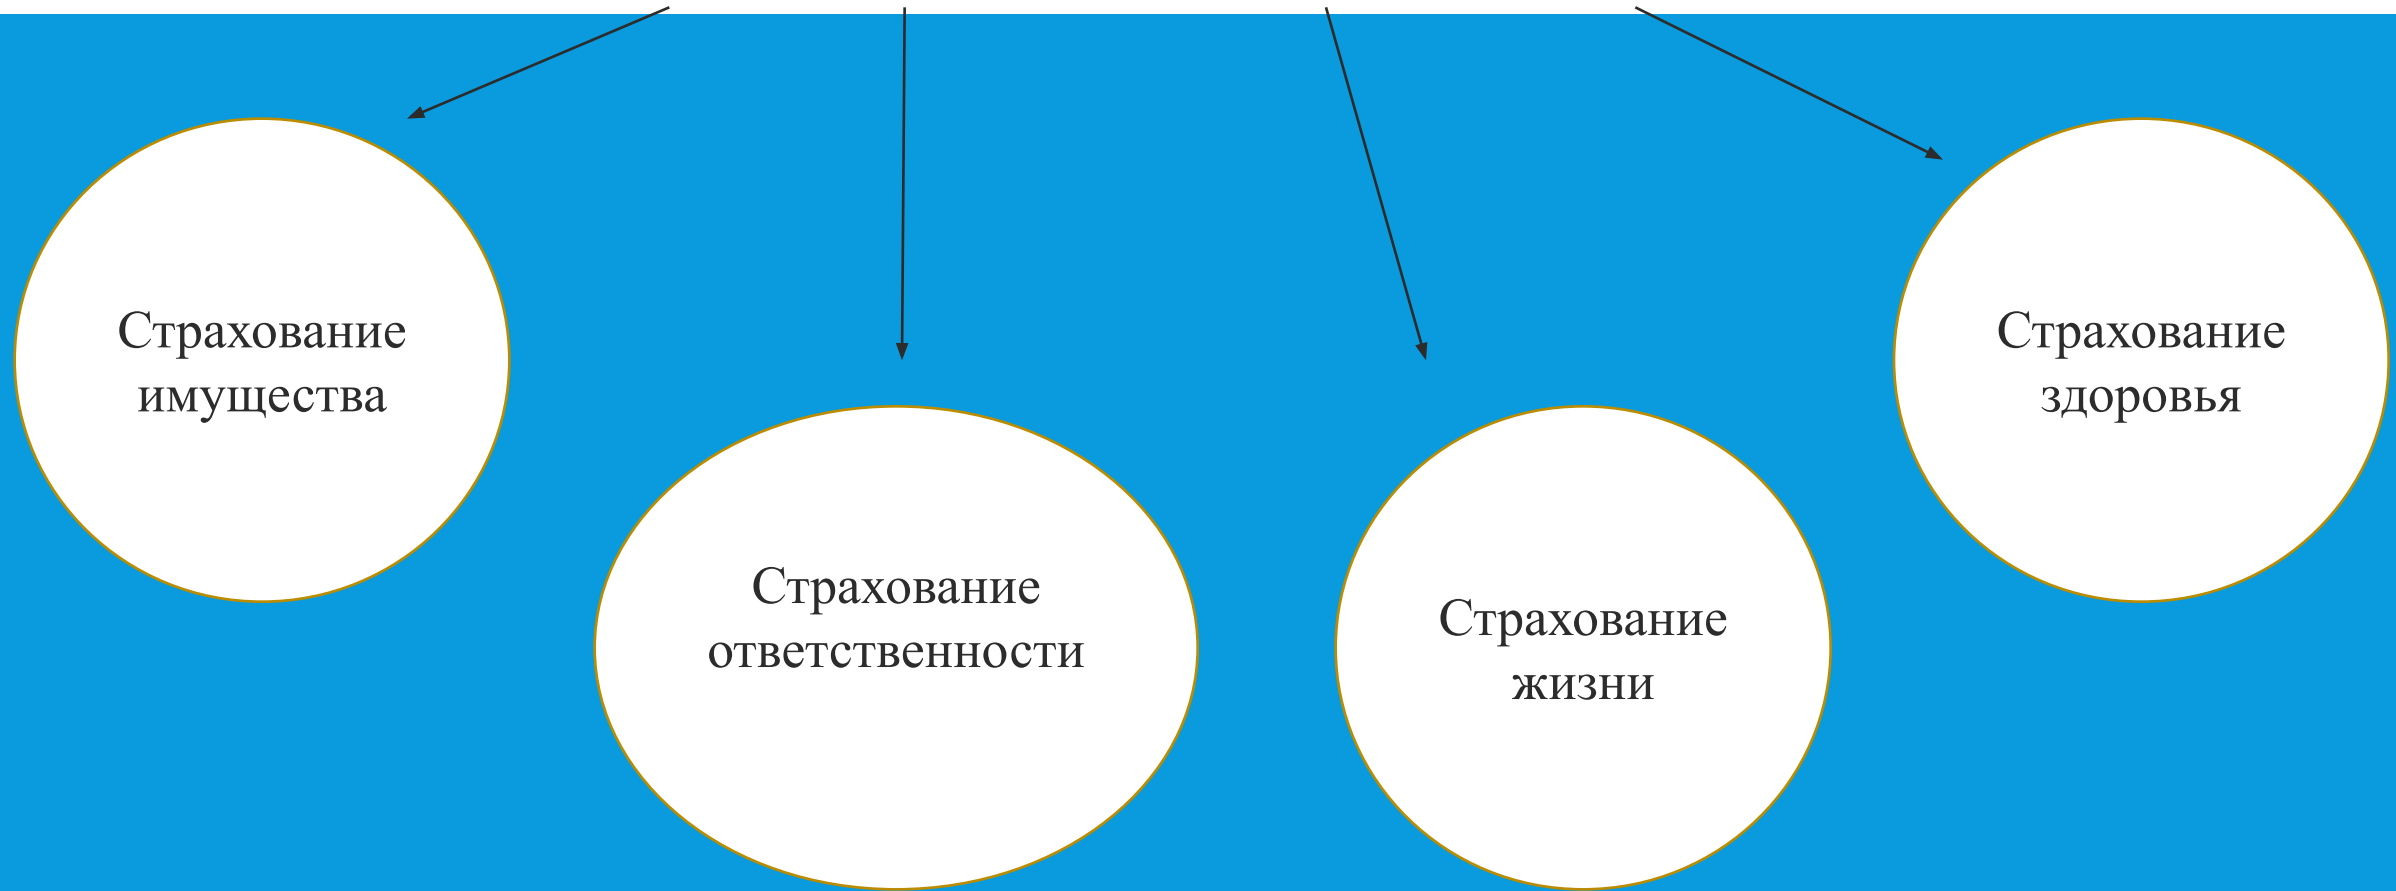 Страхование
имущества
Страхование
ответственности
Страхование
жизни
Страхование
здоровья